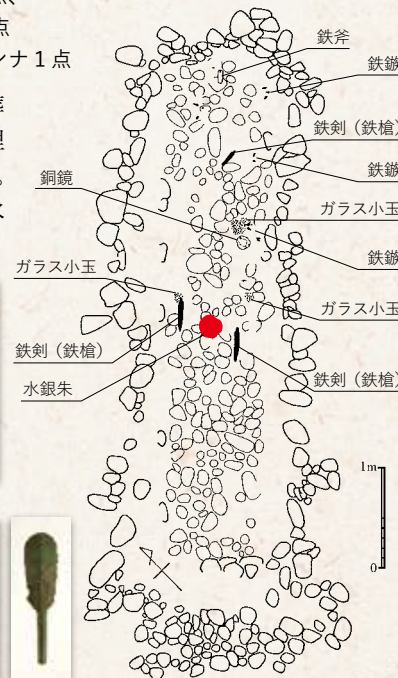 点
ンナ1点
鉄斧
鉄鏃
鉄剣（鉄槍）
鉄鏃
銅鏡
ガラス小玉
鉄鏃
ガラス小玉
ガラス小玉
鉄剣（鉄槍）
鉄剣（鉄槍）
水銀朱
1m
0